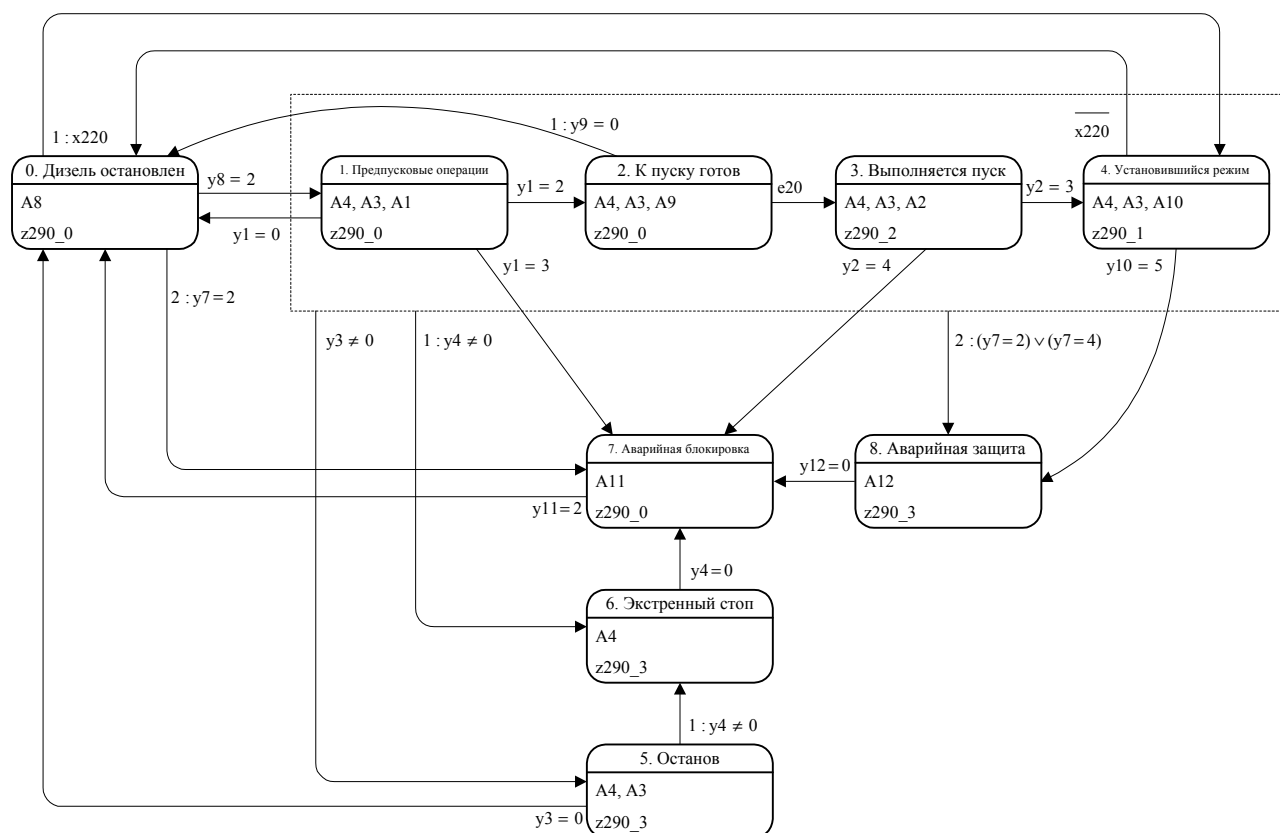 1 : x220
1 : y9 = 0
x220
0. Дизель остановлен
A8
z290_0
y8 = 2
y1 = 0
1. Предпусковые операции
A4, A3, A1
z290_0
y1 = 2
2. К пуску готов
A4, A3, A9
z290_0
e20
3. Выполняется пуск
A4, A3, A2
z290_2
y2 = 3
4. Установившийся режим
A4, A3, A10
z290_1
y1 = 3
y2 = 4
y10 = 5
2 : y7 = 2
y3 ≠ 0
1 : y4 ≠ 0
2 : (y7 = 2) ∨ (y7 = 4)
7. Аварийная блокировка
A11
z290_0
y11 = 2
y12 = 0
8. Аварийная защита
A12
z290_3
y4 = 0
6. Экстренный стоп
A4
z290_3
1 : y4 ≠ 0
5. Останов
A4, A3
z290_3
y3 = 0